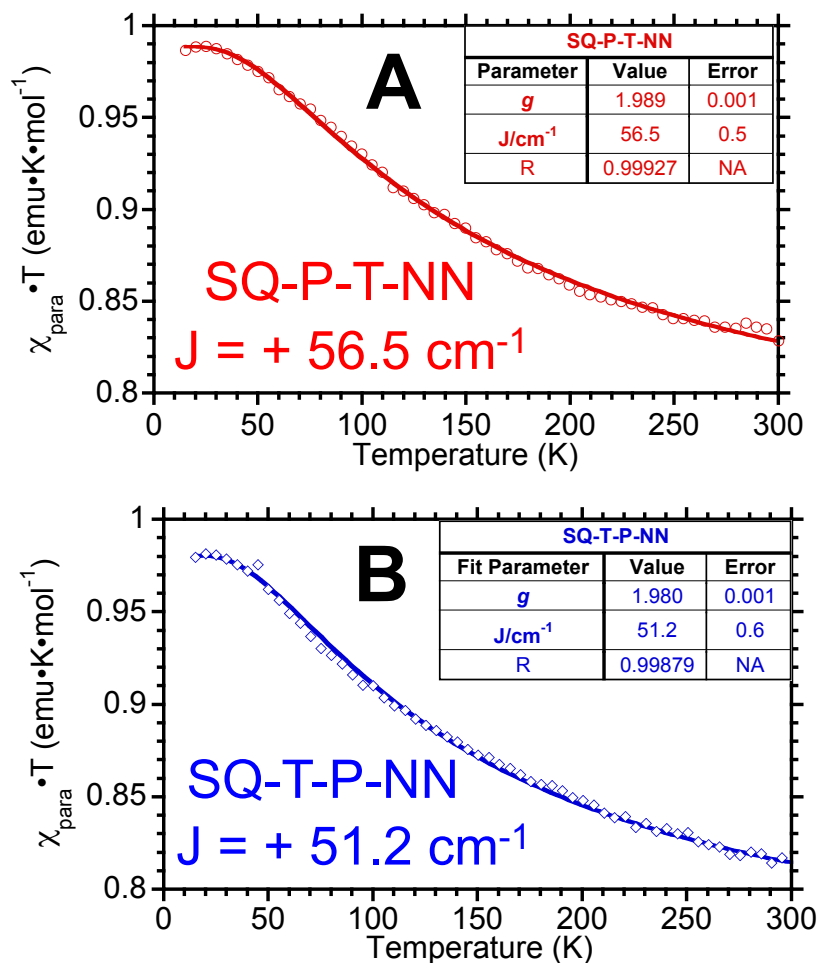 A
SQ-P-T-NN
Parameter Value Error
g 1.989 0.001
J/cm⁻¹ 56.5 0.5
R 0.99927 NA
χpara •T (emu•K•mol⁻¹)
1
0.95
0.9
0.85
0.8
SQ-P-T-NN
J = + 56.5 cm⁻¹
0 50 100 150 200 250 300
Temperature (K)
B
SQ-T-P-NN
Fit Parameter Value Error
g 1.980 0.001
J/cm⁻¹ 51.2 0.6
R 0.99879 NA
χpara •T (emu•K•mol⁻¹)
1
0.95
0.9
0.85
0.8
SQ-T-P-NN
J = + 51.2 cm⁻¹
0 50 100 150 200 250 300
Temperature (K)